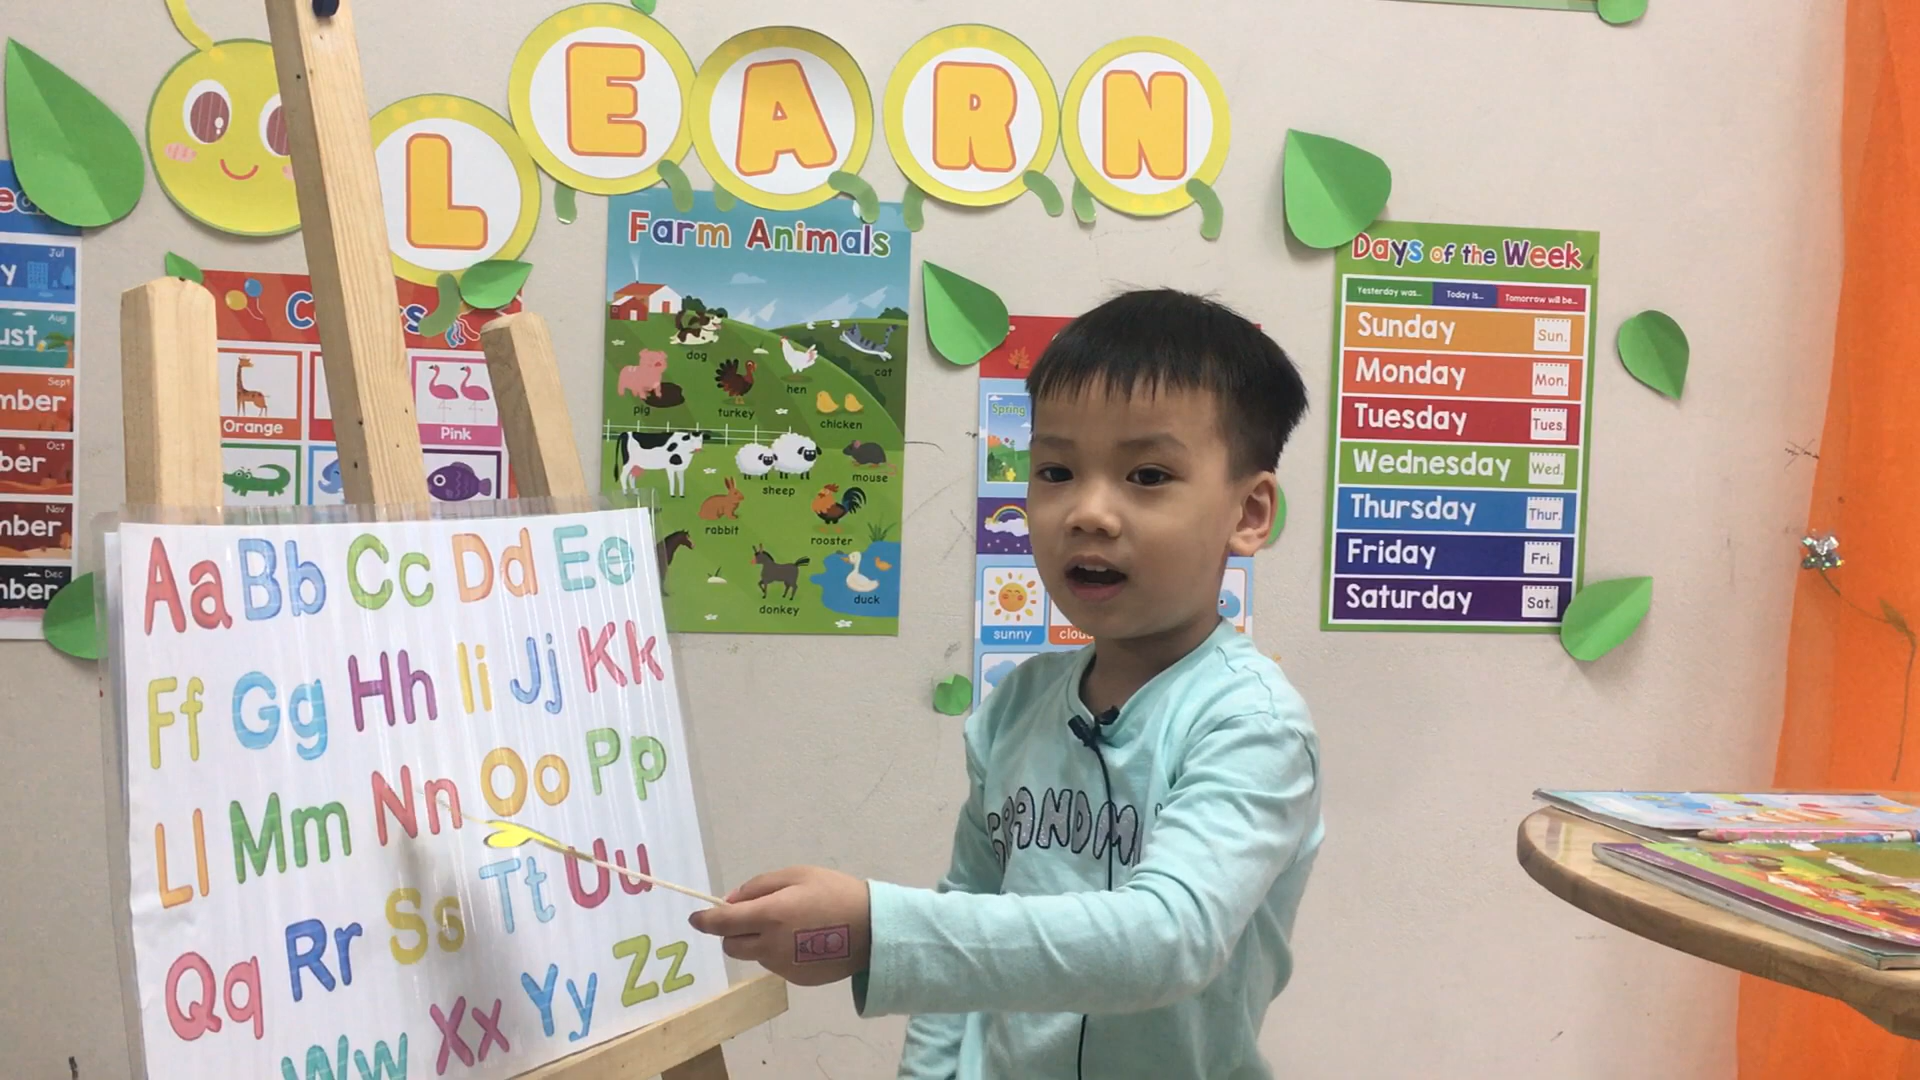 LEARN
Jul
Aug
Sept
Oct
Nov
Dec
Orange
Pink
Farm Animals
dog
cat
hen
pig
turkey
chicken
sheep
mouse
rabbit
rooster
donkey
duck
Spring
sunny
Days of the Week
Yesterday was... Today is... Tomorrow will be...
Sunday Sun.
Monday Mon.
Tuesday Tues.
Wednesday Wed.
Thursday Thur.
Friday Fri.
Saturday Sat.
Aa Bb Cc Dd Ee
Ff Gg Hh Ii Jj Kk
Ll Mm Nn Oo Pp
Qq Rr Ss Tt Uu
Ww Xx Yy Zz